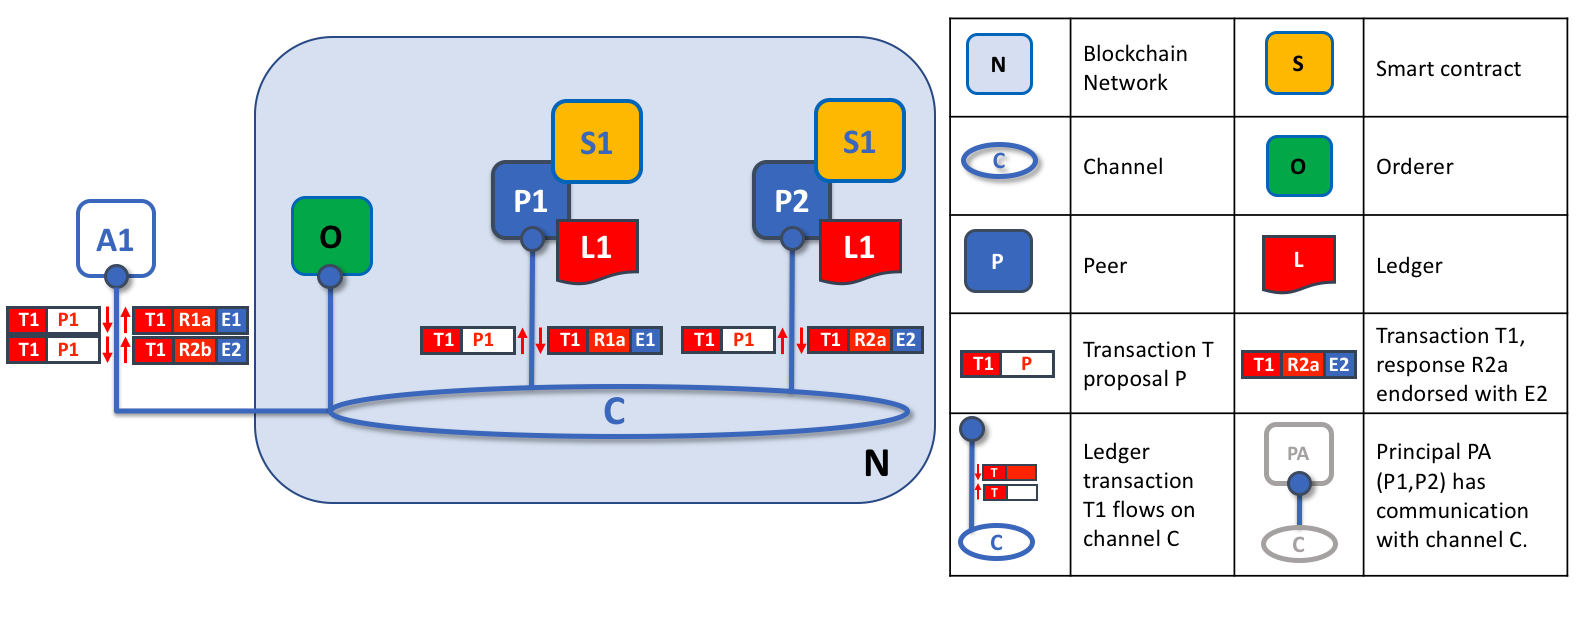 S1
S1
P1
P2
A1
O
L1
L1
T1 P1
T1 R1a E1
T1 P1
T1 R2b E2
T1 P1
T1 R1a E1
T1 P1
T1 R2a E2
C
N
N
Blockchain
Network
S
Smart contract
C
Channel
O
Orderer
P
Peer
L
Ledger
T1 P
Transaction T
proposal P
T1 R2a E2
Transaction T1,
response R2a
endorsed with E2
T
T
C
Ledger
transaction
T1 flows on
channel C
PA
C
Principal PA
(P1,P2) has
communication
with channel C.